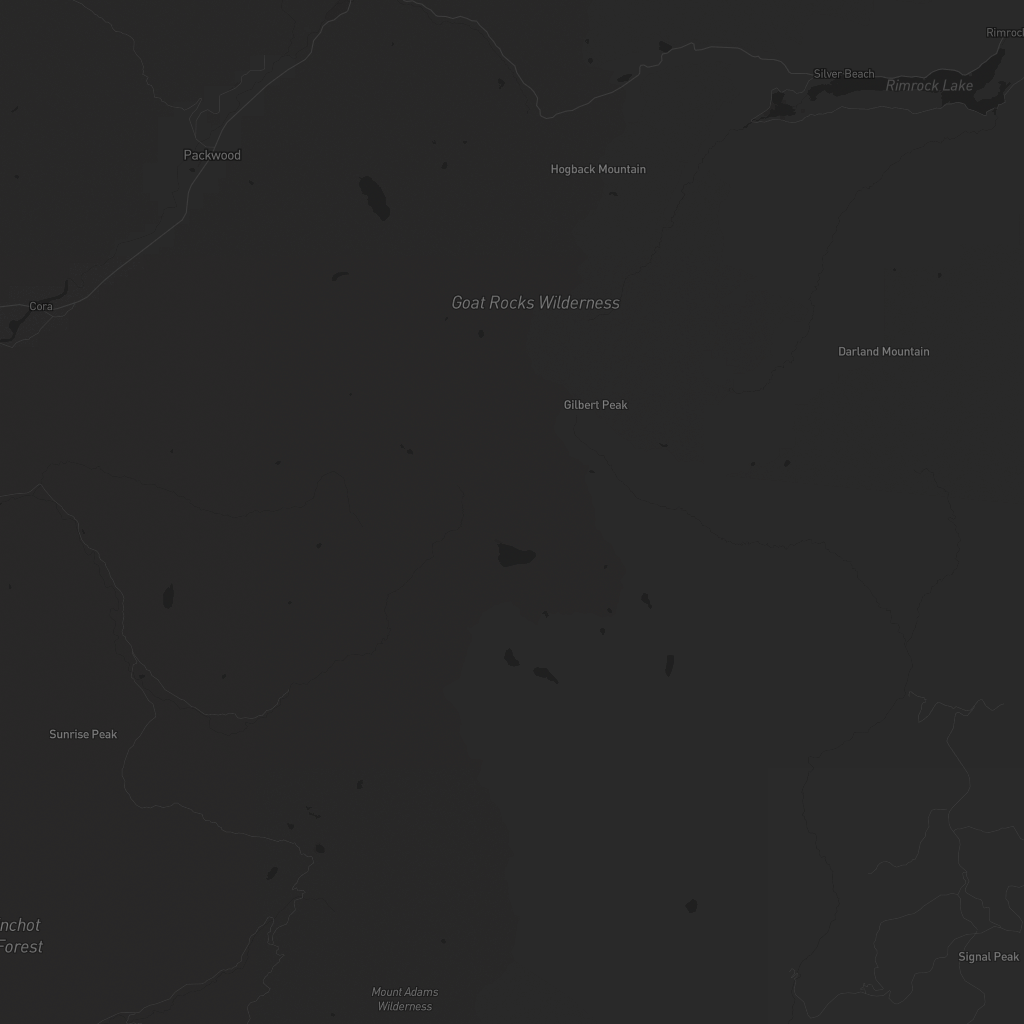 Rimrock
Silver Beach
Rimrock Lake
Packwood
Hogback Mountain
Goat Rocks Wilderness
Cora
Darland Mountain
Gilbert Peak
Sunrise Peak
nchot
Forest
Signal Peak
Mount Adams
Wilderness